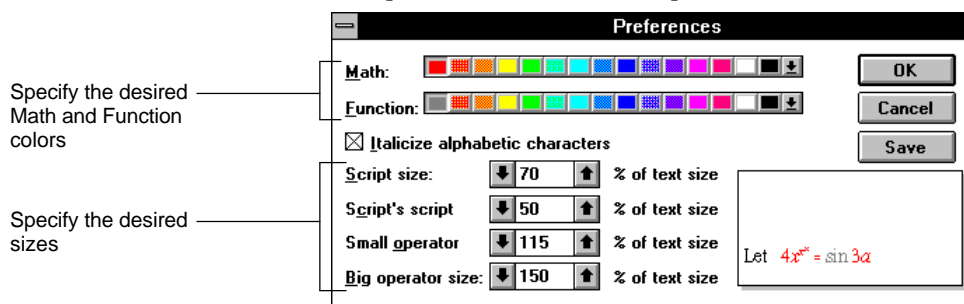 Preferences
Math:
OK
Specify the desired
Math and Function
colors
Function:
Cancel
Italicize alphabetic characters
Save
Script size: 70 % of text size
Script's script 50 % of text size
Specify the desired
sizes
Small operator 115 % of text size
Big operator size: 150 % of text size
Let 4x = sin 3α